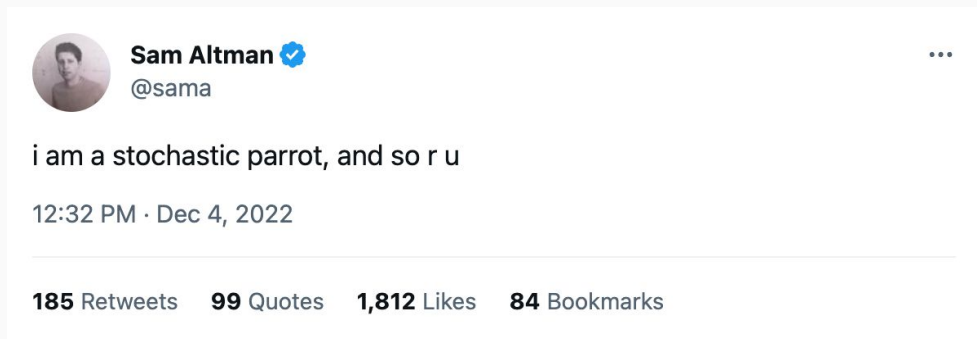 Sam Altman
@sama
i am a stochastic parrot, and so r u
12:32 PM · Dec 4, 2022
185 Retweets 99 Quotes 1,812 Likes 84 Bookmarks